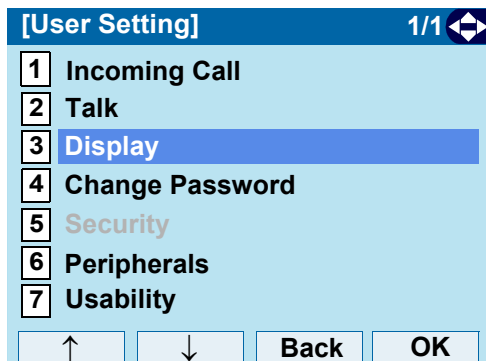 [User Setting] 1/1
1 Incoming Call
2 Talk
3 Display
4 Change Password
5 Security
6 Peripherals
7 Usability
↑ ↓ Back OK